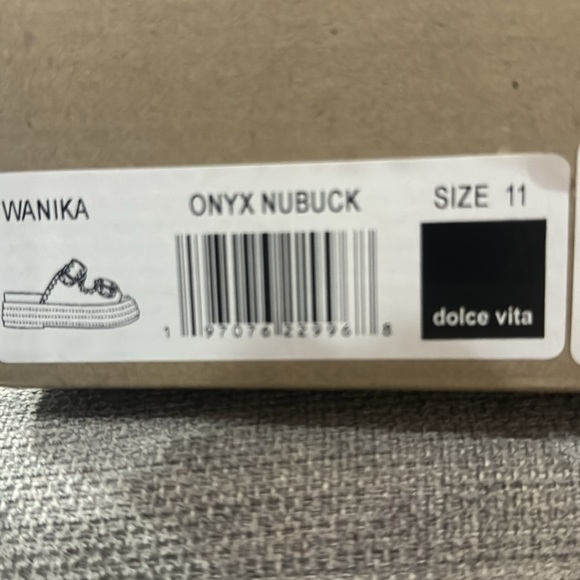 WANIKA
ONYX NUBUCK
SIZE 11
1 97076 22996 8
dolce vita